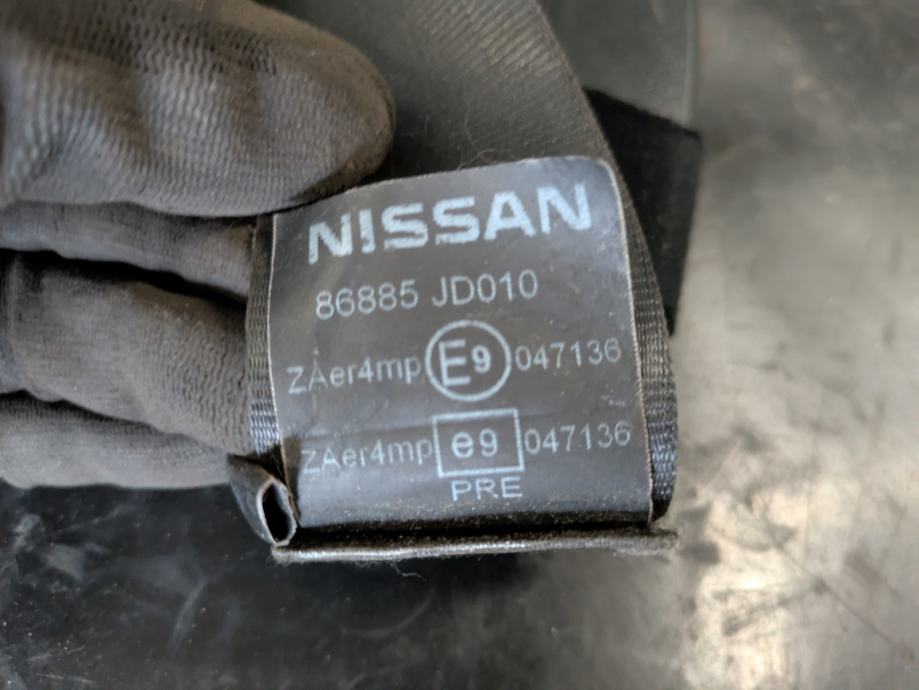 NISSAN
86885 JD010
ZAer4mp E9 047136
ZAer4mp e9 047136
PRE